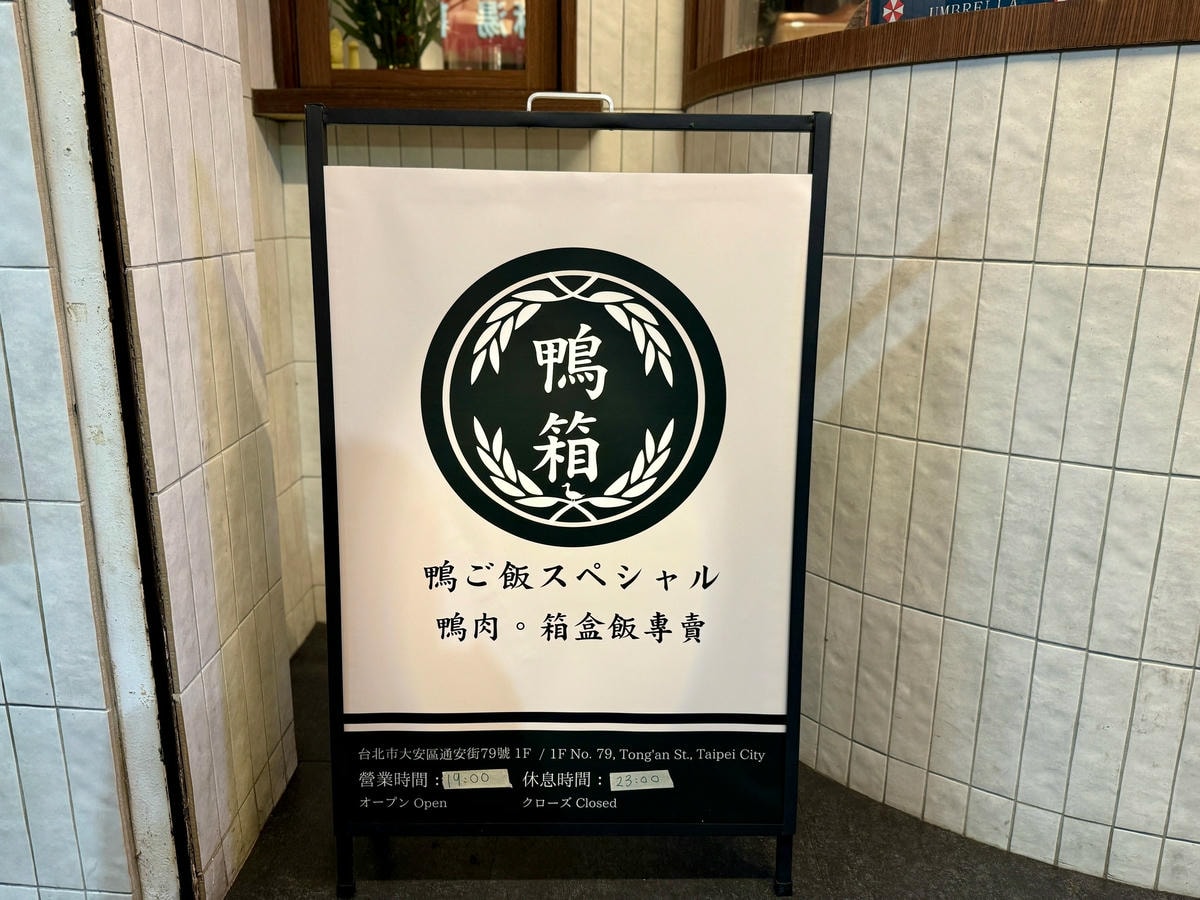 UMBRELLA
鴨
箱
鴨ご飯スペシャル
鴨肉。箱盒飯專賣
台北市大安區通安街79號 1F / 1F No. 79, Tong'an St., Taipei City
營業時間：19:00 休息時間：23:00
オープン Open クローズ Closed